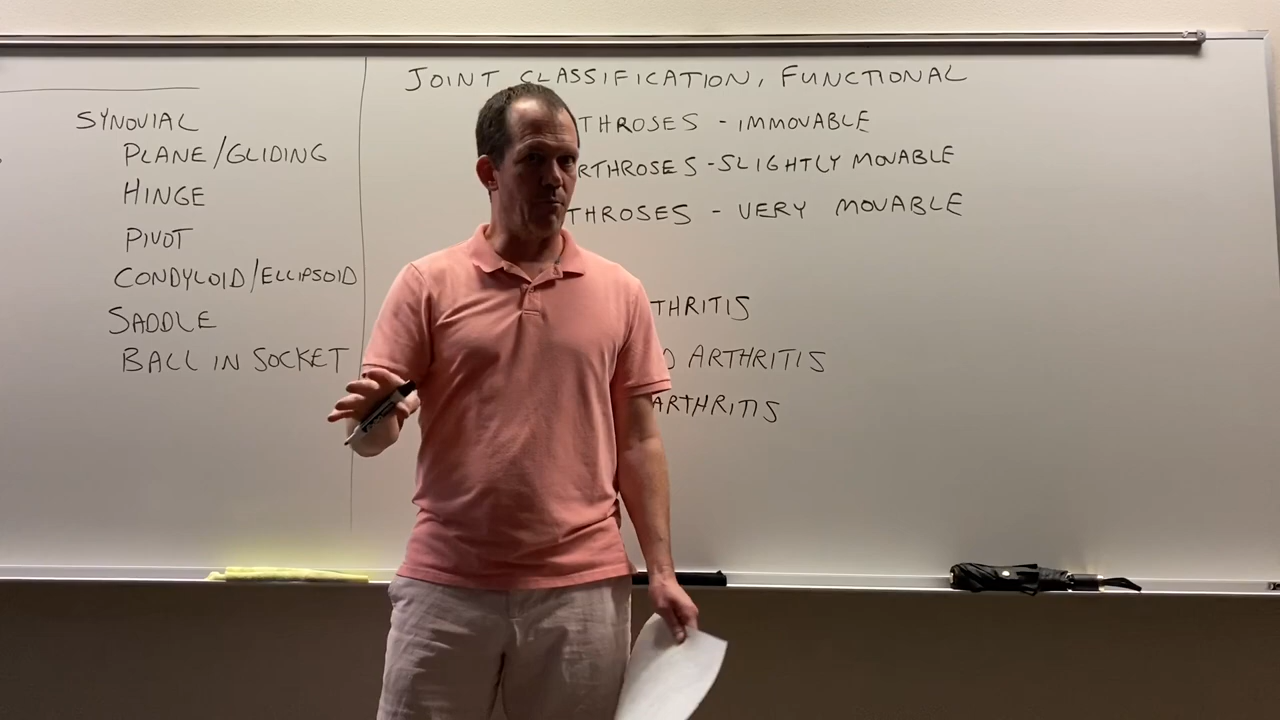 SYNOVIAL
PLANE/GLIDING
HINGE
PIVOT
CONDYLOID/ELLIPSOID
SADDLE
BALL IN SOCKET
JOINT CLASSIFICATION, FUNCTIONAL
THROSES - IMMOVABLE
RTHROSES - SLIGHTLY MOVABLE
THROSES - VERY MOVABLE
THRITIS
ARTHRITIS
ARTHRITIS